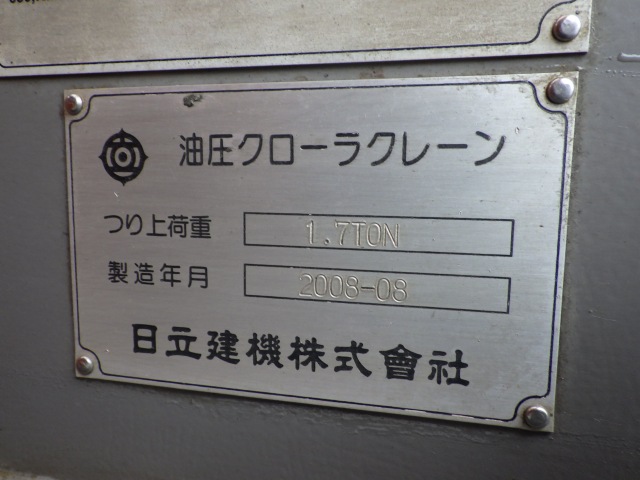 油圧クローラクレーン
つり上荷重 1.7TON
製造年月 2008-08
日立建機株式會社